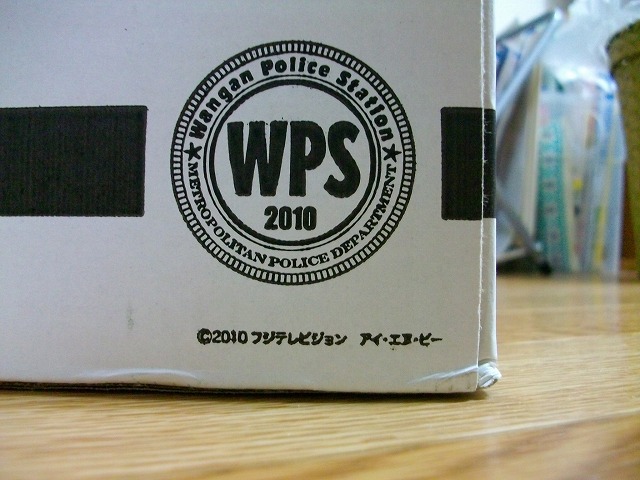 Wangan Police Station
WPS
2010
METROPOLITAN POLICE DEPARTMENT
©2010 フジテレビジョン アイ・エヌ・ビー